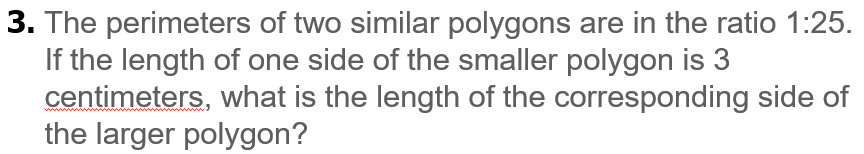 3. The perimeters of two similar polygons are in the ratio 1:25.
If the length of one side of the smaller polygon is 3
centimeters, what is the length of the corresponding side of
the larger polygon?